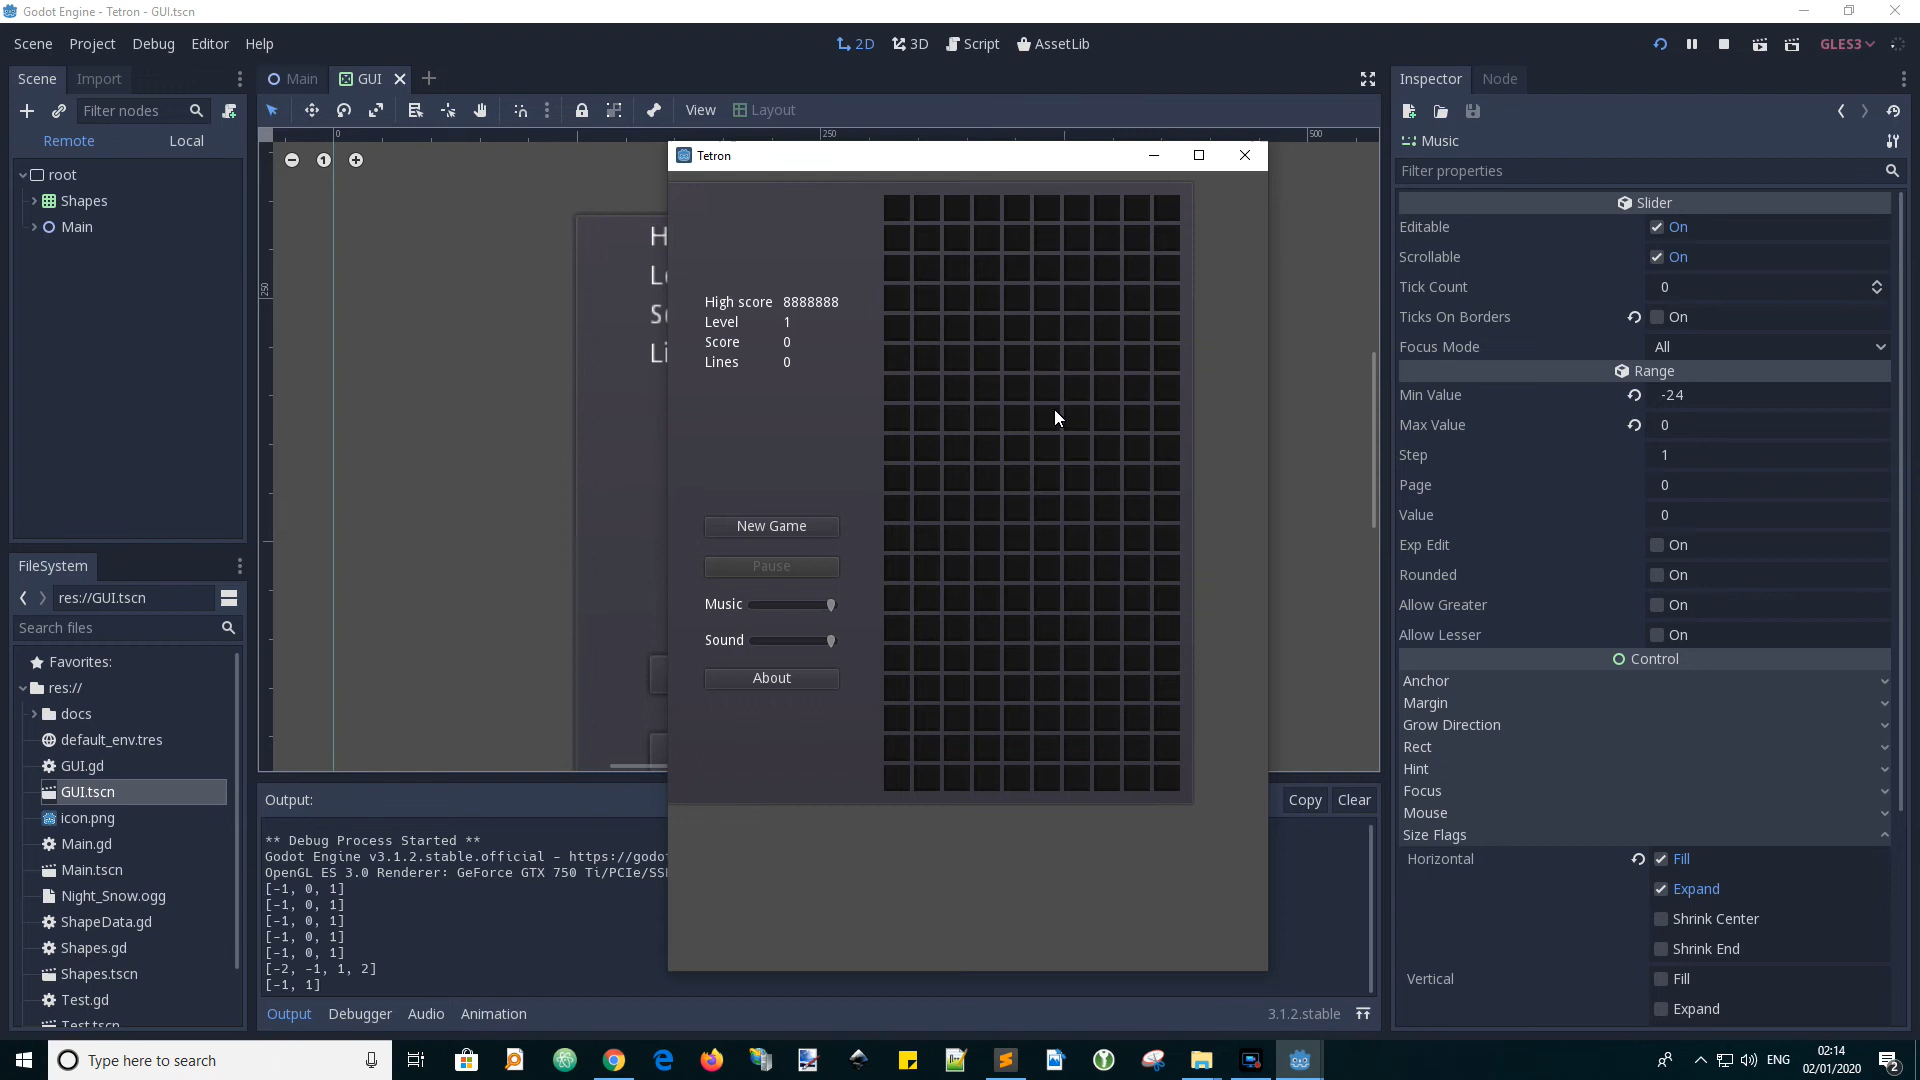 Godot Engine - Tetron - GUI.tscn
Scene Project Debug Editor Help
2D 3D Script AssetLib
GLES3
Scene Import
Main GUI
Inspector Node
Filter nodes
View Layout
Remote Local
root
Shapes
Main
0 250 500
250
Music
Filter properties
Slider
Editable On
Scrollable On
Tick Count 0
Ticks On Borders On
Focus Mode All
Range
Min Value -24
Max Value 0
Step 1
Page 0
Value 0
Exp Edit On
Rounded On
Allow Greater On
Allow Lesser On
Control
Anchor
Margin
Grow Direction
Rect
Hint
Focus
Mouse
Size Flags
Horizontal Fill
Expand
Shrink Center
Shrink End
Vertical Fill
Expand
Tetron
High score 8888888
Level 1
Score 0
Lines 0
New Game
Pause
Music
Sound
About
FileSystem
res://GUI.tscn
Search files
Favorites:
res://
docs
default_env.tres
GUI.gd
GUI.tscn
icon.png
Main.gd
Main.tscn
Night_Snow.ogg
ShapeData.gd
Shapes.gd
Shapes.tscn
Test.gd
Test.tscn
Output:
Copy Clear
** Debug Process Started **
Godot Engine v3.1.2.stable.official - https://godo
OpenGL ES 3.0 Renderer: GeForce GTX 750 Ti/PCIe/SS
[-1, 0, 1]
[-1, 0, 1]
[-1, 0, 1]
[-1, 0, 1]
[-1, 0, 1]
[-2, -1, 1, 2]
[-1, 1]
Output Debugger Audio Animation
3.1.2.stable
Type here to search
ENG
02:14
02/01/2020
2